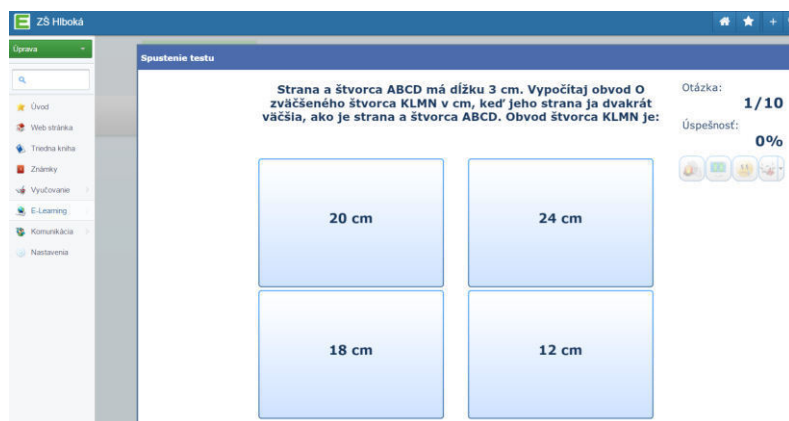 ZŠ Hlboká
Úprava
Spustenie testu
Úvod
Web stránka
Triedna kniha
Známky
Vyučovanie
E-Learning
Komunikácia
Nastavenia
Strana a štvorca ABCD má dĺžku 3 cm. Vypočítaj obvod O
zväčšeného štvorca KLMN v cm, keď jeho strana ja dvakrát
väčšia, ako je strana a štvorca ABCD. Obvod štvorca KLMN je:
Otázka:
1/10
Úspešnosť:
0%
20 cm
24 cm
18 cm
12 cm